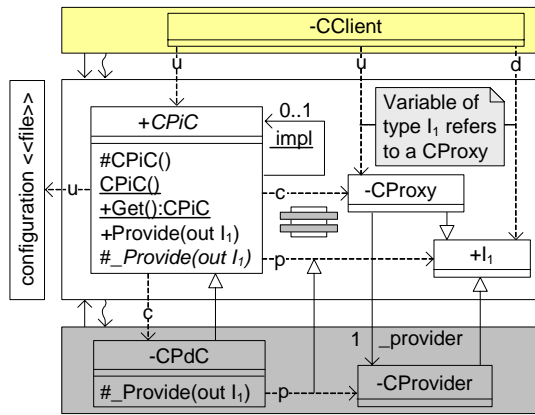 -CClient
u
u
d
configuration <<file>>
u
+CPiC
0..1
impl
#CPiC()
CPiC()
+Get():CPiC
+Provide(out I₁)
#_Provide(out I₁)
Variable of
type I₁ refers
to a CProxy
c
-CProxy
p
+I₁
c
1
_provider
-CPdC
#_Provide(out I₁)
p
-CProvider